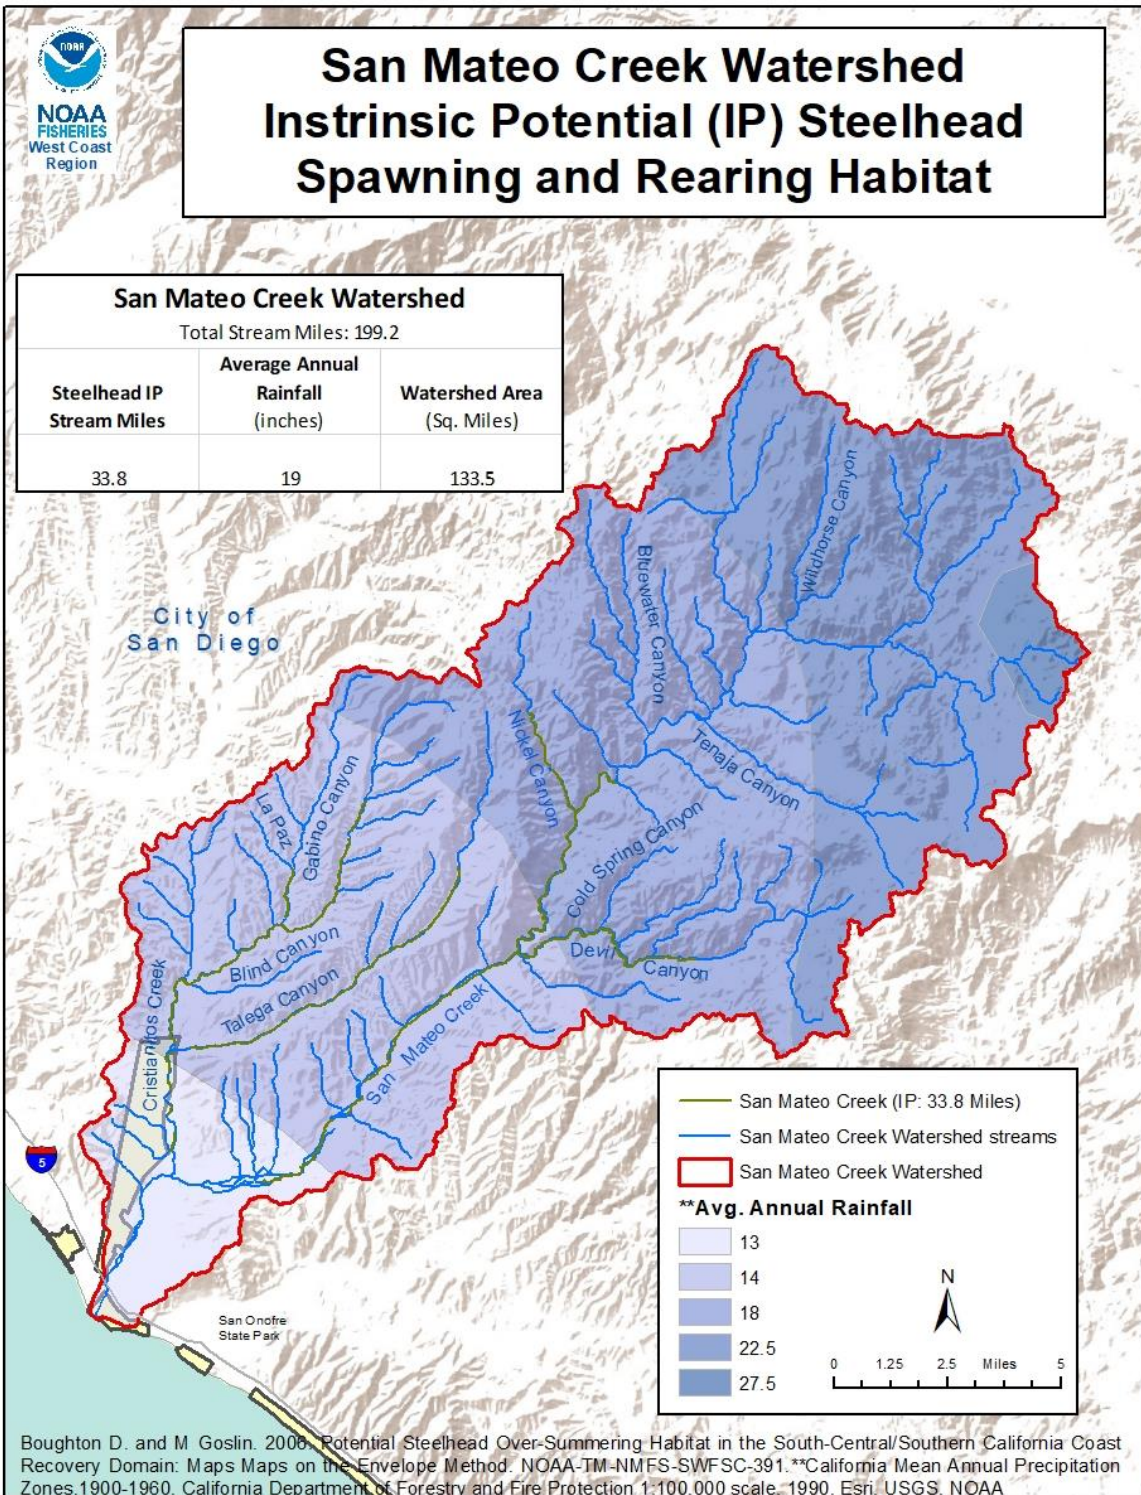 NOAA
NOAA
FISHERIES
West Coast
Region
San Mateo Creek Watershed
Instrinsic Potential (IP) Steelhead
Spawning and Rearing Habitat
San Mateo Creek Watershed
Total Stream Miles: 199.2
Steelhead IP
Stream Miles
Average Annual
Rainfall
(inches)
Watershed Area
(Sq. Miles)
33.8
19
133.5
City of
San Diego
Wildhorse Canyon
Bluewater Canyon
Nickel Canyon
Tenaja Canyon
La Paz
Gabino Canyon
Cold Spring Canyon
Devil Canyon
Blind Canyon
Talega Canyon
Cristianitos Creek
San Mateo Creek
5
San Onofre
State Park
San Mateo Creek (IP: 33.8 Miles)
San Mateo Creek Watershed streams
San Mateo Creek Watershed
**Avg. Annual Rainfall
13
14
18
22.5
27.5
N
0 1.25 2.5 Miles 5
Boughton D. and M Goslin. 2006. Potential Steelhead Over-Summering Habitat in the South-Central/Southern California Coast
Recovery Domain: Maps Maps on the Envelope Method. NOAA-TM-NMFS-SWFSC-391.**California Mean Annual Precipitation
Zones,1900-1960. California Department of Forestry and Fire Protection 1:100,000 scale. 1990. Esri, USGS, NOAA